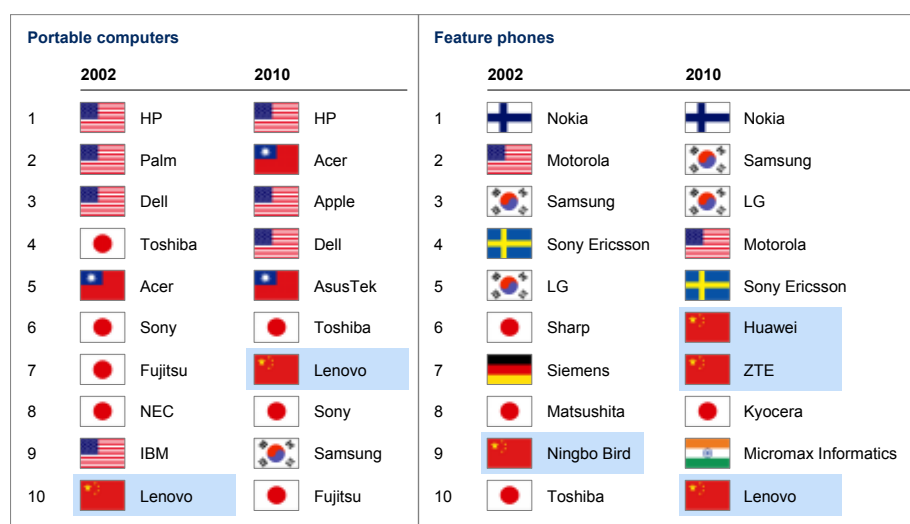 Portable computers
2002 2010
1 HP HP
2 Palm Acer
3 Dell Apple
4 Toshiba Dell
5 Acer AsusTek
6 Sony Toshiba
7 Fujitsu Lenovo
8 NEC Sony
9 IBM Samsung
10 Lenovo Fujitsu
Feature phones
2002 2010
1 Nokia Nokia
2 Motorola Samsung
3 Samsung LG
4 Sony Ericsson Motorola
5 LG Sony Ericsson
6 Sharp Huawei
7 Siemens ZTE
8 Matsushita Kyocera
9 Ningbo Bird Micromax Informatics
10 Toshiba Lenovo